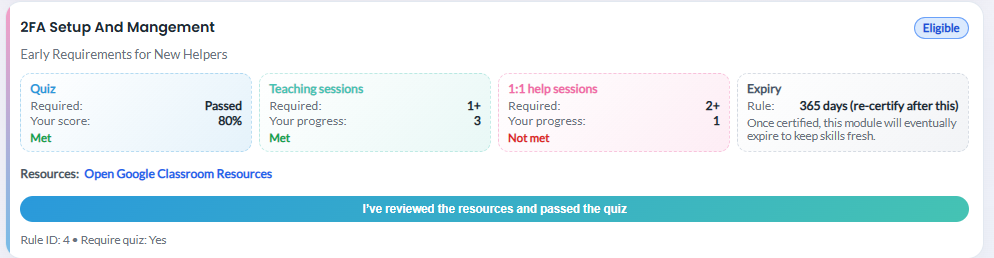 2FA Setup And Mangement
Eligible
Early Requirements for New Helpers
Quiz
Required: Passed
Your score: 80%
Met
Teaching sessions
Required: 1+
Your progress: 3
Met
1:1 help sessions
Required: 2+
Your progress: 1
Not met
Expiry
Rule: 365 days (re-certify after this)
Once certified, this module will eventually
expire to keep skills fresh.
Resources: Open Google Classroom Resources
I've reviewed the resources and passed the quiz
Rule ID: 4 • Require quiz: Yes